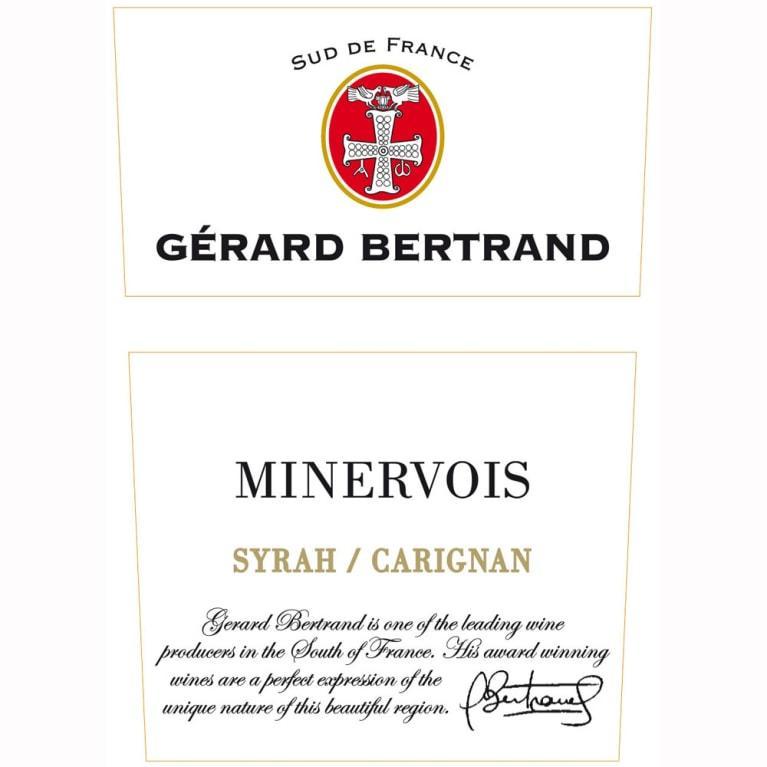 SUD DE FRANCE
GÉRARD BERTRAND
MINERVOIS
SYRAH / CARIGNAN
Gerard Bertrand is one of the leading wine
producers in the South of France. His award winning
wines are a perfect expression of the
unique nature of this beautiful region.
GBertrand